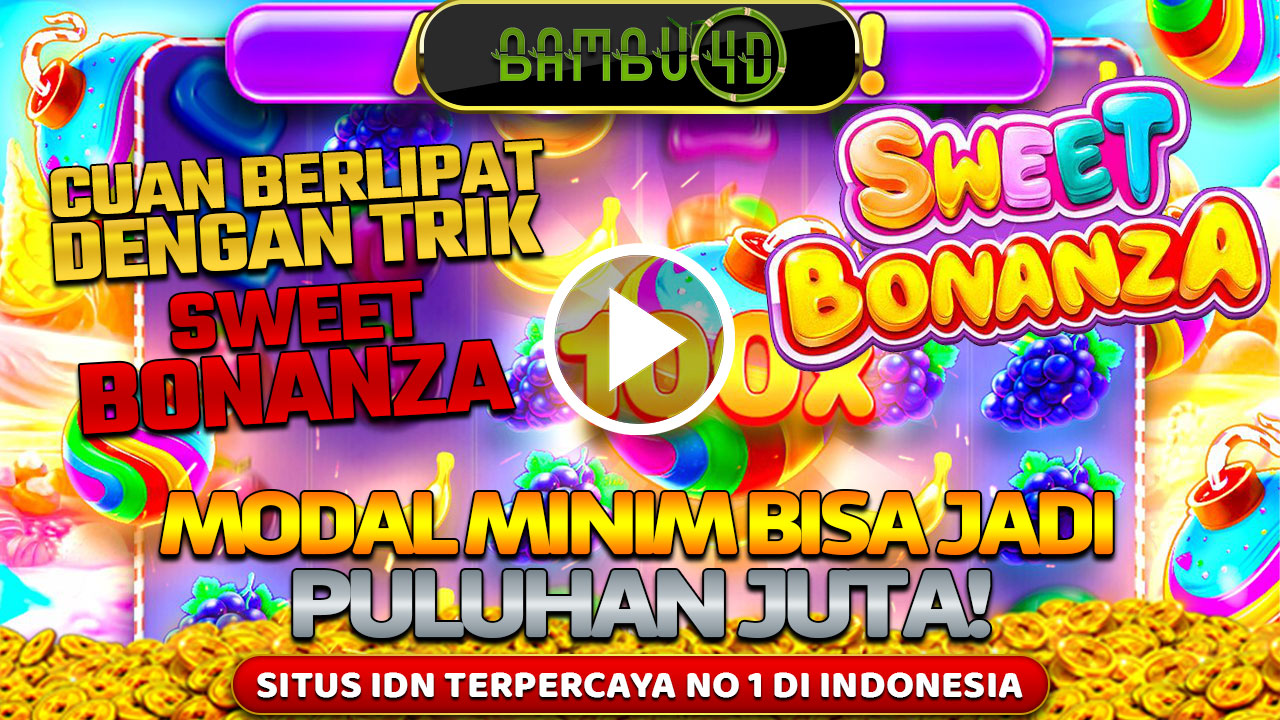 BAMBU4D
!
SWEET
BONANZA
CUAN BERLIPAT
DENGAN TRIK
SWEET
BONANZA
100x
MODAL MINIM BISA JADI
PULUHAN JUTA!
SITUS IDN TERPERCAYA NO 1 DI INDONESIA